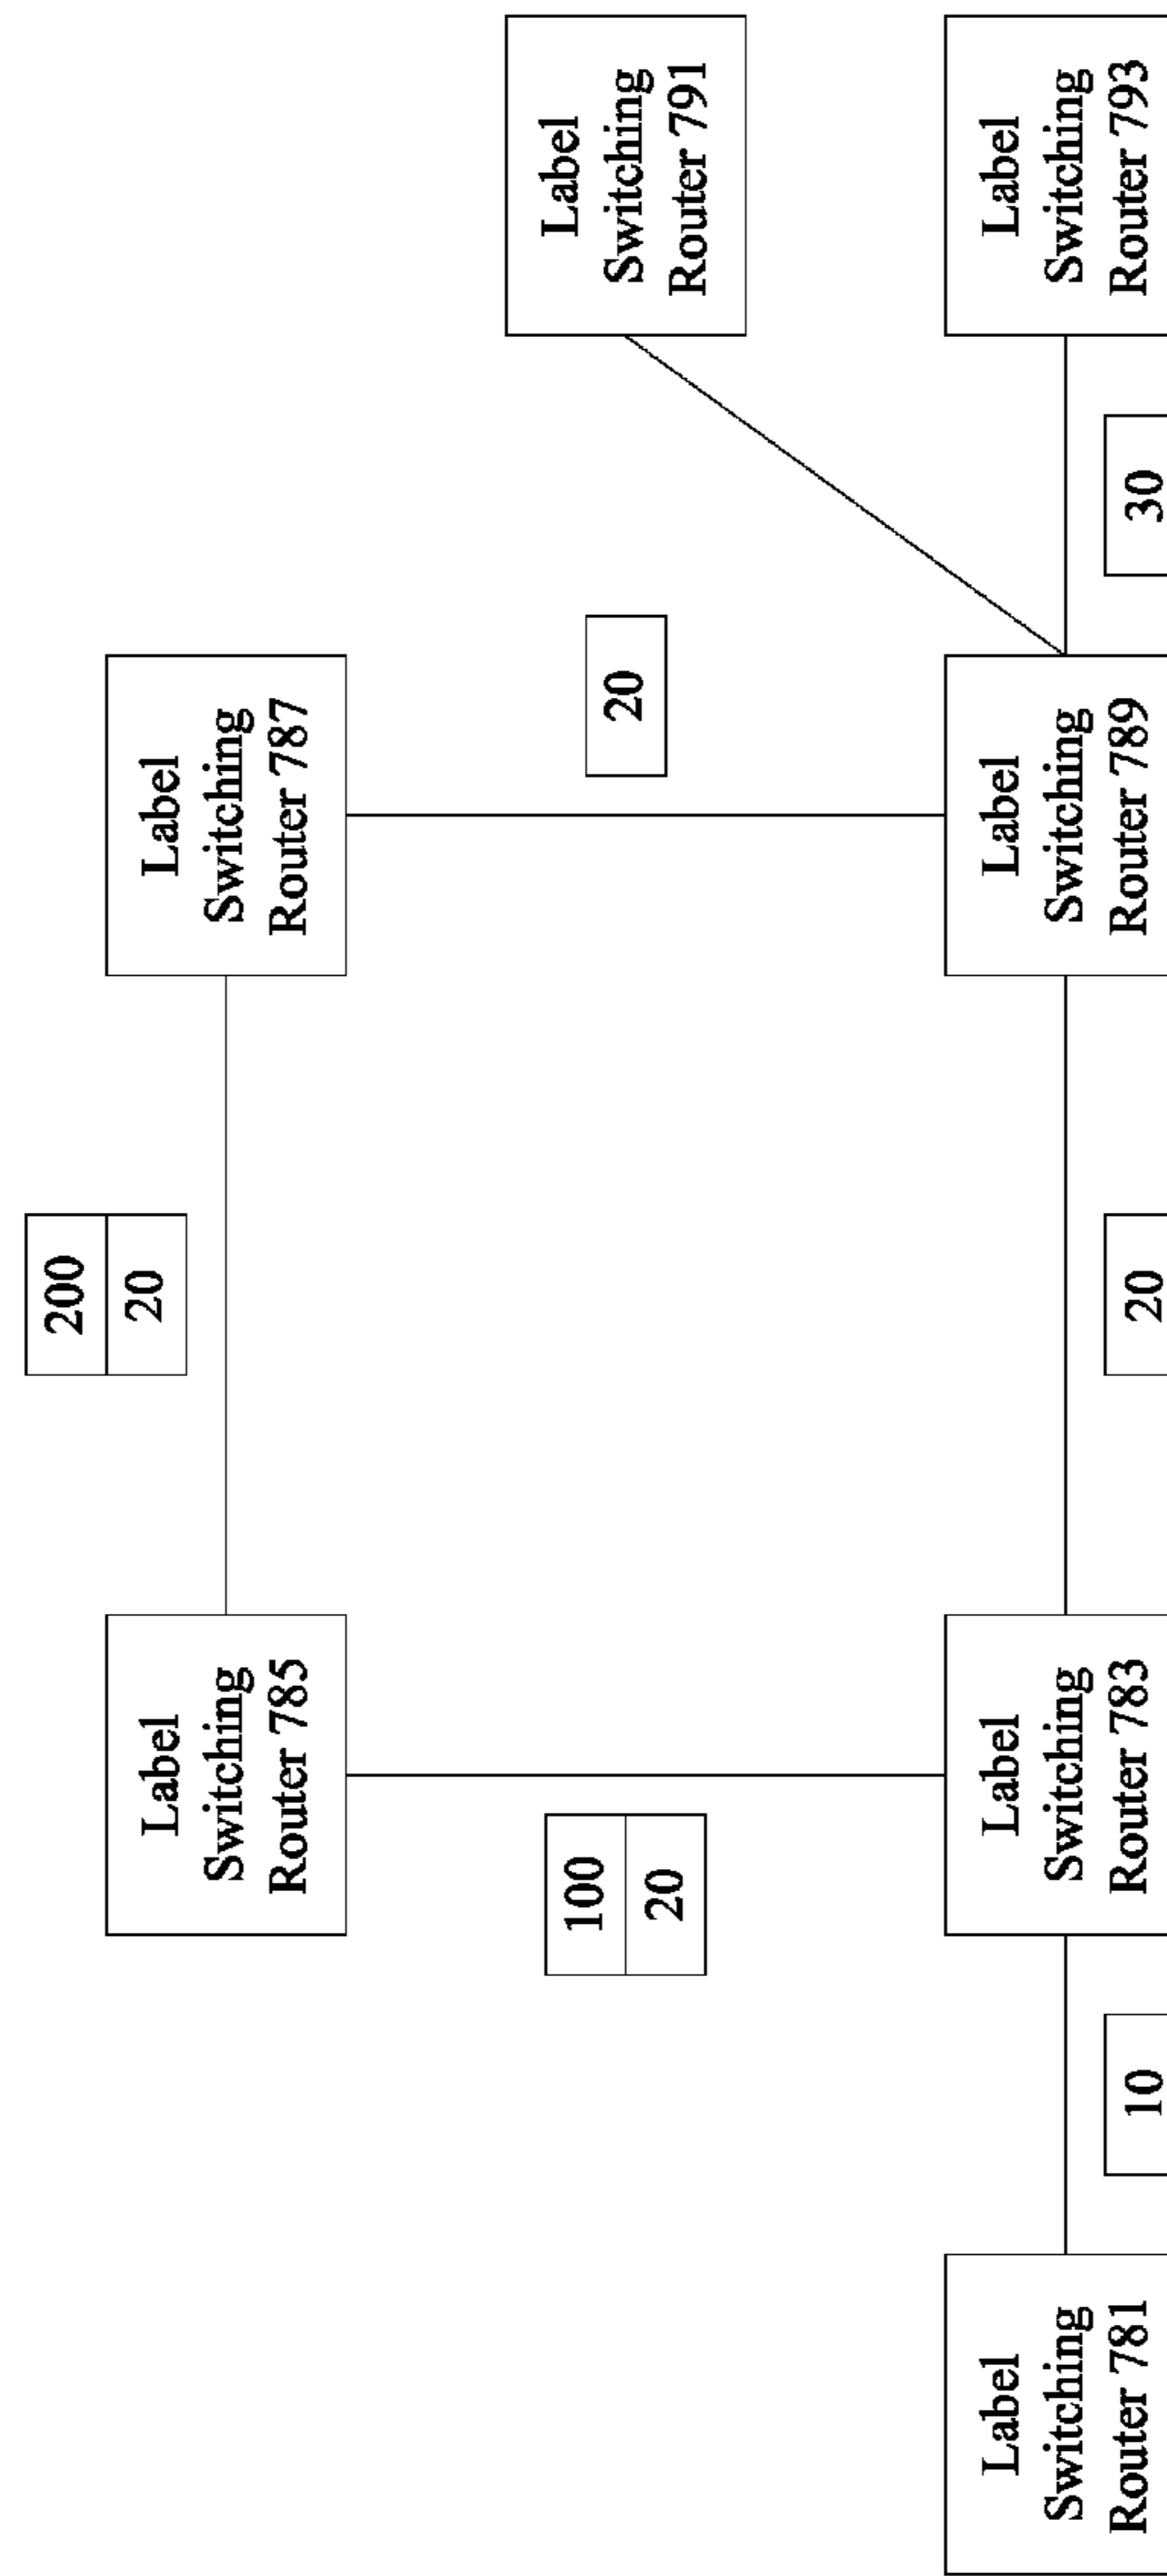 200
20
Label
Switching
Router 785
Label
Switching
Router 787
100
20
20
Label
Switching
Router 791
Label
Switching
Router 781
10
Label
Switching
Router 783
20
Label
Switching
Router 789
30
Label
Switching
Router 793